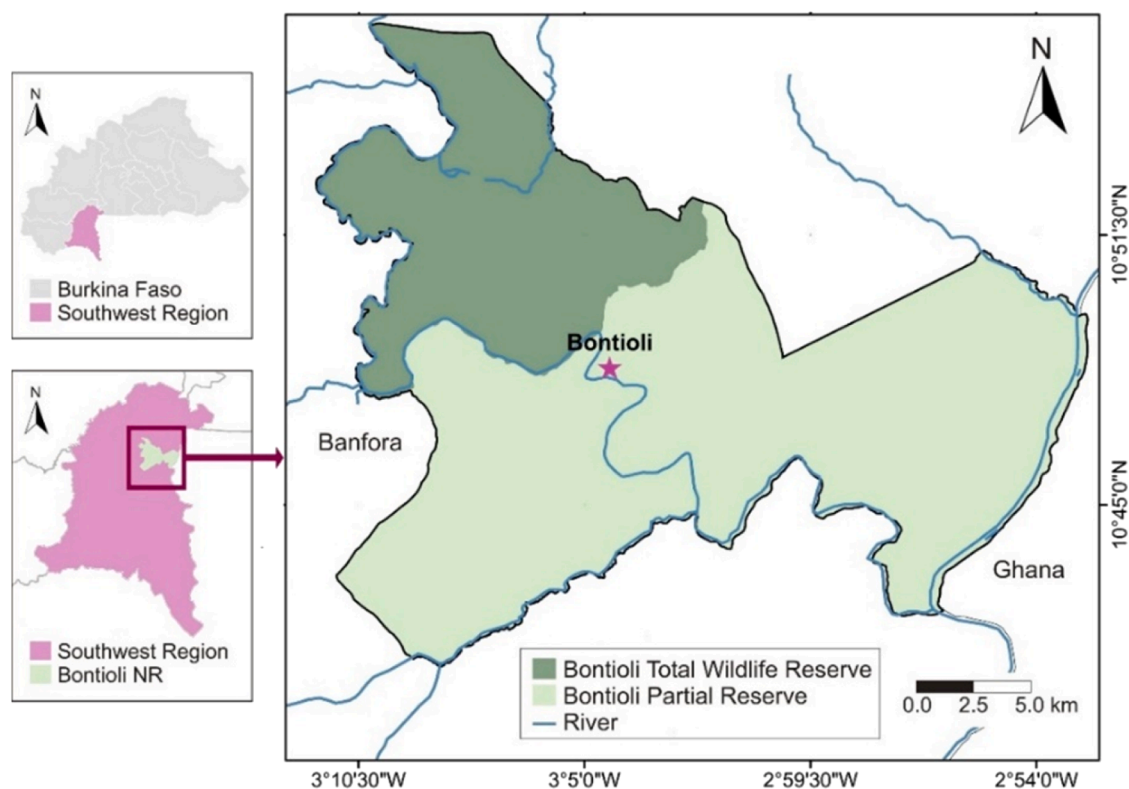 N
Burkina Faso
Southwest Region
N
Southwest Region
Bontioli NR
N
Bontioli
Banfora
Ghana
Bontioli Total Wildlife Reserve
Bontioli Partial Reserve
River
0.0 2.5 5.0 km
10°51'30"N
10°45'0"N
3°10'30"W 3°5'0"W 2°59'30"W 2°54'0"W